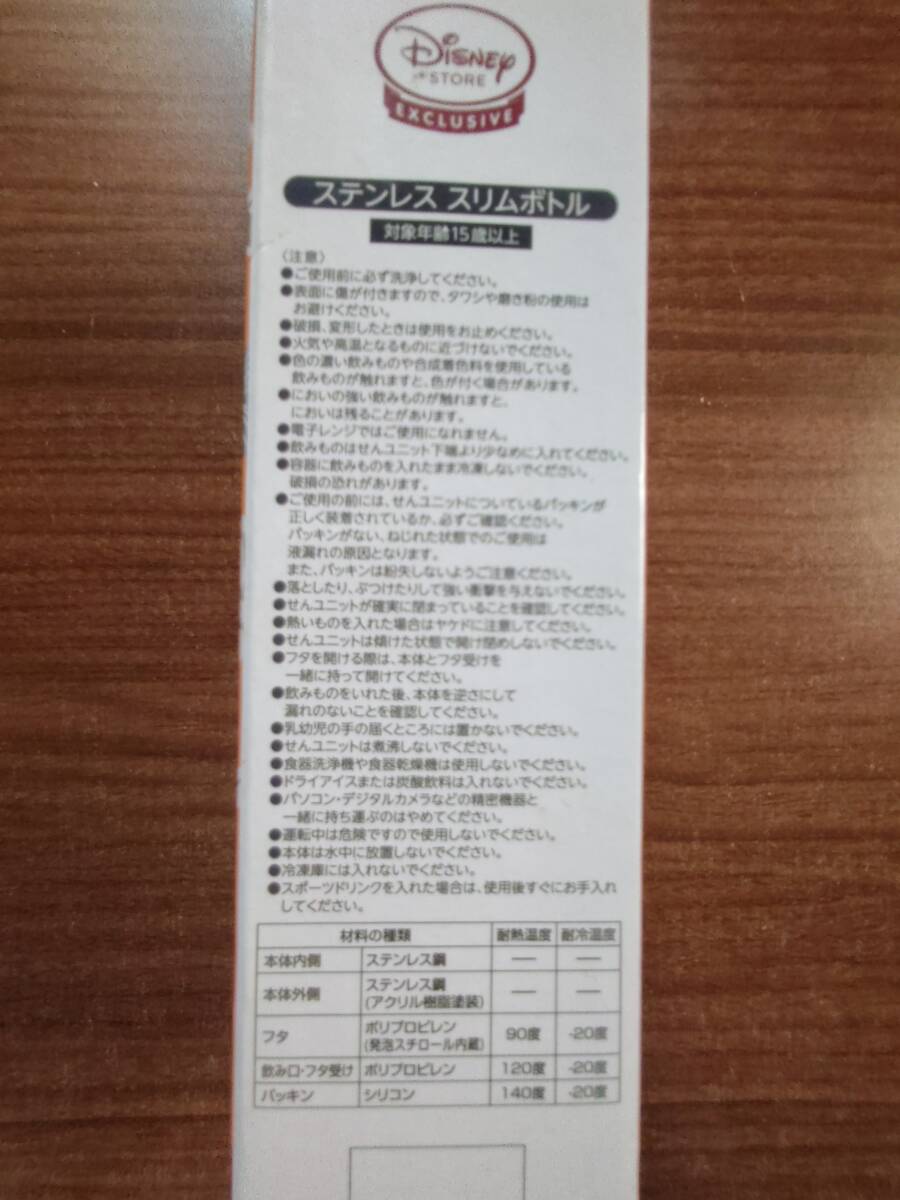 DISNEY
STORE
EXCLUSIVE
ステンレス スリムボトル
対象年齢15歳以上
〈注意〉
●ご使用前に必ず洗浄してください。
●表面に傷が付きますので、タワシや磨き粉の使用は
お避けください。
●破損、変形したときは使用をお止めください。
●火気や高温となるものに近づけないでください。
●色の濃い飲みものや合成着色料を使用している
飲みものが触れますと、色が付く場合があります。
●においの強い飲みものが触れますと、
においは残ることがあります。
●電子レンジではご使用になれません。
●飲みものはせんユニット下端より少なめに入れてください。
●容器に飲みものを入れたまま冷凍しないでください。
破損の恐れがあります。
●ご使用の前には、せんユニットについているパッキンが
正しく装着されているか、必ずご確認ください。
パッキンがない、ねじれた状態でのご使用は
液漏れの原因となります。
また、パッキンは紛失しないようご注意ください。
●落としたり、ぶつけたりして強い衝撃を与えないでください。
●せんユニットが確実に閉まっていることを確認してください。
●熱いものを入れた場合はヤケドに注意してください。
●せんユニットは傾けた状態で開け閉めしないでください。
●フタを開ける際は、本体とフタ受けを
一緒に持って開けてください。
●飲みものをいれた後、本体を逆さにして
漏れのないことを確認してください。
●乳幼児の手の届くところには置かないでください。
●せんユニットは煮沸しないでください。
●食器洗浄機や食器乾燥機は使用しないでください。
●ドライアイスまたは炭酸飲料は入れないでください。
●パソコン・デジタルカメラなどの精密機器と
一緒に持ち運ぶのはやめてください。
●運転中は危険ですので使用しないでください。
●本体は水中に放置しないでください。
●冷凍庫には入れないでください。
●スポーツドリンクを入れた場合は、使用後すぐにお手入れ
してください。
材料の種類 耐熱温度 耐冷温度
本体内側 ステンレス鋼 — —
本体外側 ステンレス鋼 (アクリル樹脂塗装) — —
フタ ポリプロピレン (発泡スチロール内蔵) 90度 -20度
飲み口・フタ受け ポリプロピレン 120度 -20度
パッキン シリコン 140度 -20度